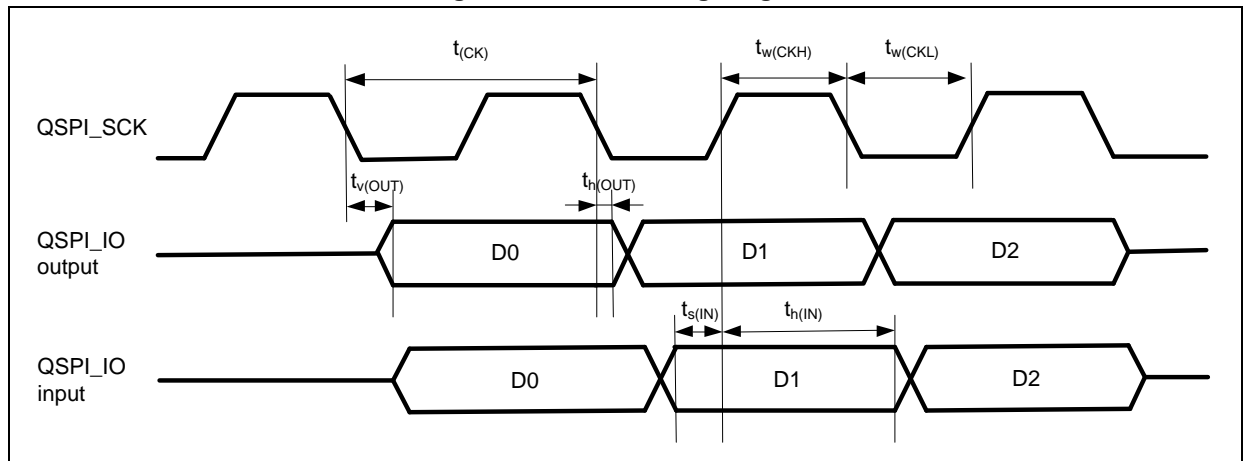 t(CK)
tw(CKH)
tw(CKL)
QSPI_SCK
tv(OUT)
th(OUT)
QSPI_IO
output
D0
D1
D2
ts(IN)
th(IN)
QSPI_IO
input
D0
D1
D2